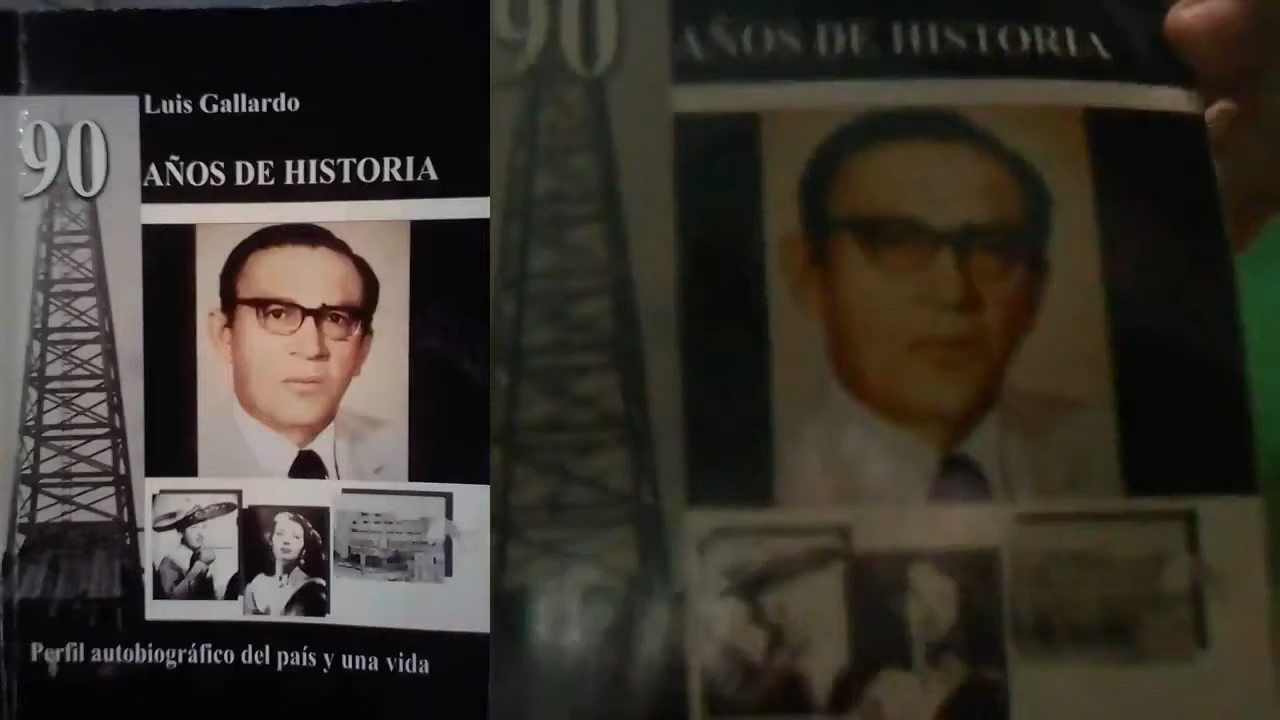 Luis Gallardo
90
AÑOS DE HISTORIA
Perfil autobiográfico del país y una vida
90
AÑOS DE HISTORIA